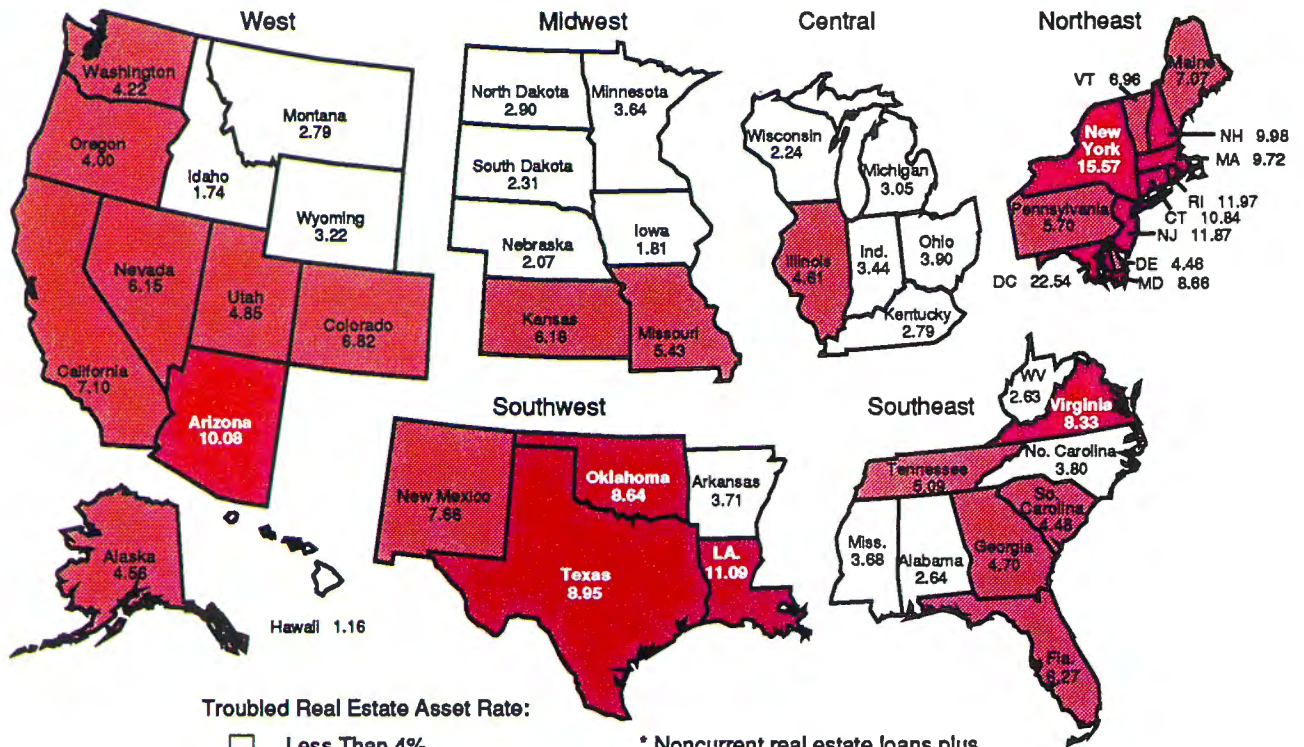 West
Midwest
Central
Northeast
Washington
4.22
Oregon
4.00
Montana
2.79
Idaho
1.74
Wyoming
3.22
Nevada
6.15
Utah
4.85
Colorado
6.82
California
7.10
Arizona
10.08
Alaska
4.56
Hawaii 1.16
North Dakota
2.90
Minnesota
3.64
South Dakota
2.31
Nebraska
2.07
Iowa
1.81
Kansas
6.18
Missouri
5.43
Wisconsin
2.24
Michigan
3.05
Illinois
4.61
Ind.
3.44
Ohio
3.90
Kentucky
2.79
Maine
7.07
VT 6.96
New
York
15.57
NH 9.98
MA 9.72
RI 11.97
CT 10.84
NJ 11.87
Pennsylvania
5.70
DE 4.46
MD 8.66
DC 22.54
Southwest
New Mexico
7.68
Oklahoma
8.64
Arkansas
3.71
Texas
8.95
LA.
11.09
Southeast
WV
2.63
Virginia
8.33
No. Carolina
3.80
Tennessee
5.09
So.
Carolina
4.48
Miss.
3.68
Alabama
2.64
Georgia
4.70
Fla.
Troubled Real Estate Asset Rate:
Less Than 4%
* Noncurrent real estate loans plus